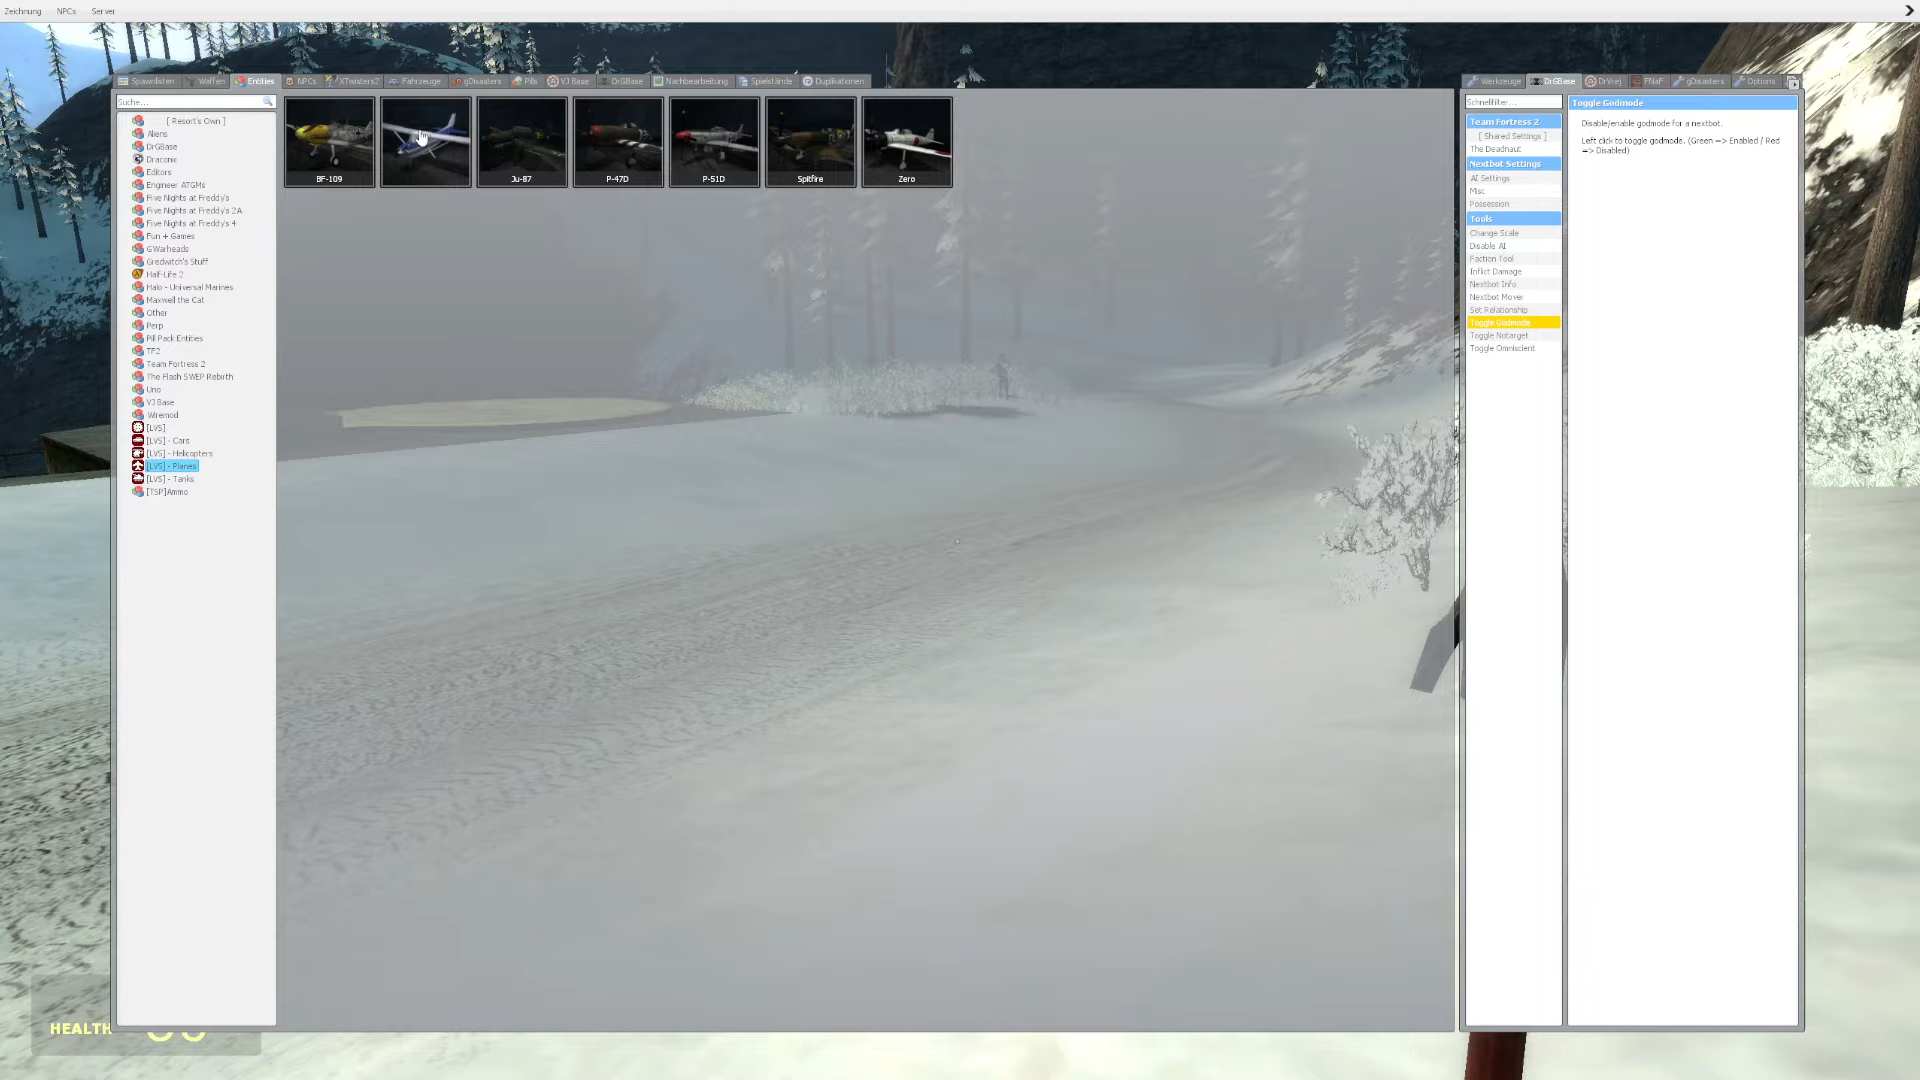 Zeichnung NPCs Server
Spawnlisten Waffen Entities NPCs XTwisters2 Fahrzeuge gDisasters Pills VJ Base DrGBase Nachbearbeitung Spielstände Duplikationen
Werkzeuge DrGBase DrVrej FNaF gDisasters Options
Suche...
[ Resort's Own ]
Aliens
DrGBase
Draconic
Editors
Engineer ATGMs
Five Nights at Freddy's
Five Nights at Freddy's 2A
Five Nights at Freddy's 4
Fun + Games
GWarheads
Gredwitch's Stuff
Half-Life 2
Halo - Universal Marines
Maxwell the Cat
Other
Perp
Pill Pack Entities
TF2
Team Fortress 2
The Flash SWEP Rebirth
Uno
VJ Base
Wiremod
[LVS]
[LVS] - Cars
[LVS] - Helicopters
[LVS] - Planes
[LVS] - Tanks
[TSP]Ammo
BF-109
Ju-87
P-47D
P-51D
Spitfire
Zero
Schnellfilter...
Team Fortress 2
[ Shared Settings ]
The Deadnaut
Nextbot Settings
AI Settings
Misc
Possession
Tools
Change Scale
Disable AI
Faction Tool
Inflict Damage
Nextbot Info
Nextbot Mover
Set Relationship
Toggle Godmode
Toggle Notarget
Toggle Omniscient
Toggle Godmode
Disable/enable godmode for a nextbot.
Left click to toggle godmode. (Green => Enabled / Red
=> Disabled)
HEALTH